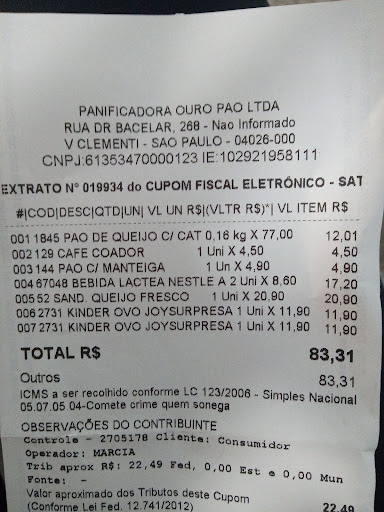 PANIFICADORA OURO PAO LTDA
RUA DR BACELAR, 268 - Nao Informado
V CLEMENTI - SAO PAULO - 04026-000
CNPJ:61353470000123 IE:102921958111
EXTRATO Nº 019934 do CUPOM FISCAL ELETRÔNICO - SAT
#|COD|DESC|QTD|UN| VL UN R$|(VLTR R$)*| VL ITEM R$
001 1845 PAO DE QUEIJO C/ CAT 0,16 kg X 77,00 12,01
002 129 CAFE COADOR 1 Uni X 4,50 4,50
003 144 PAO C/ MANTEIGA 1 Uni X 4,90 4,90
004 67048 BEBIDA LACTEA NESTLE A 2 Uni X 8,60 17,20
005 52 SAND. QUEIJO FRESCO 1 Uni X 20,90 20,90
006 2731 KINDER OVO JOYSURPRESA 1 Uni X 11,90 11,90
007 2731 KINDER OVO JOYSURPRESA 1 Uni X 11,90 11,90
TOTAL R$ 83,31
Outros 83,31
ICMS a ser recolhido conforme LC 123/2006 - Simples Nacional
05.07.05.04-Comete crime quem sonega
OBSERVAÇÕES DO CONTRIBUINTE
Controle - 2705178 Cliente: Consumidor
Operador: MARCIA
Trib aprox R$: 22,49 Fed, 0,00 Est e 0,00 Mun
Fonte: -
Valor aproximado dos Tributos deste Cupom
(Conforme Lei Fed. 12.741/2012) 22,49